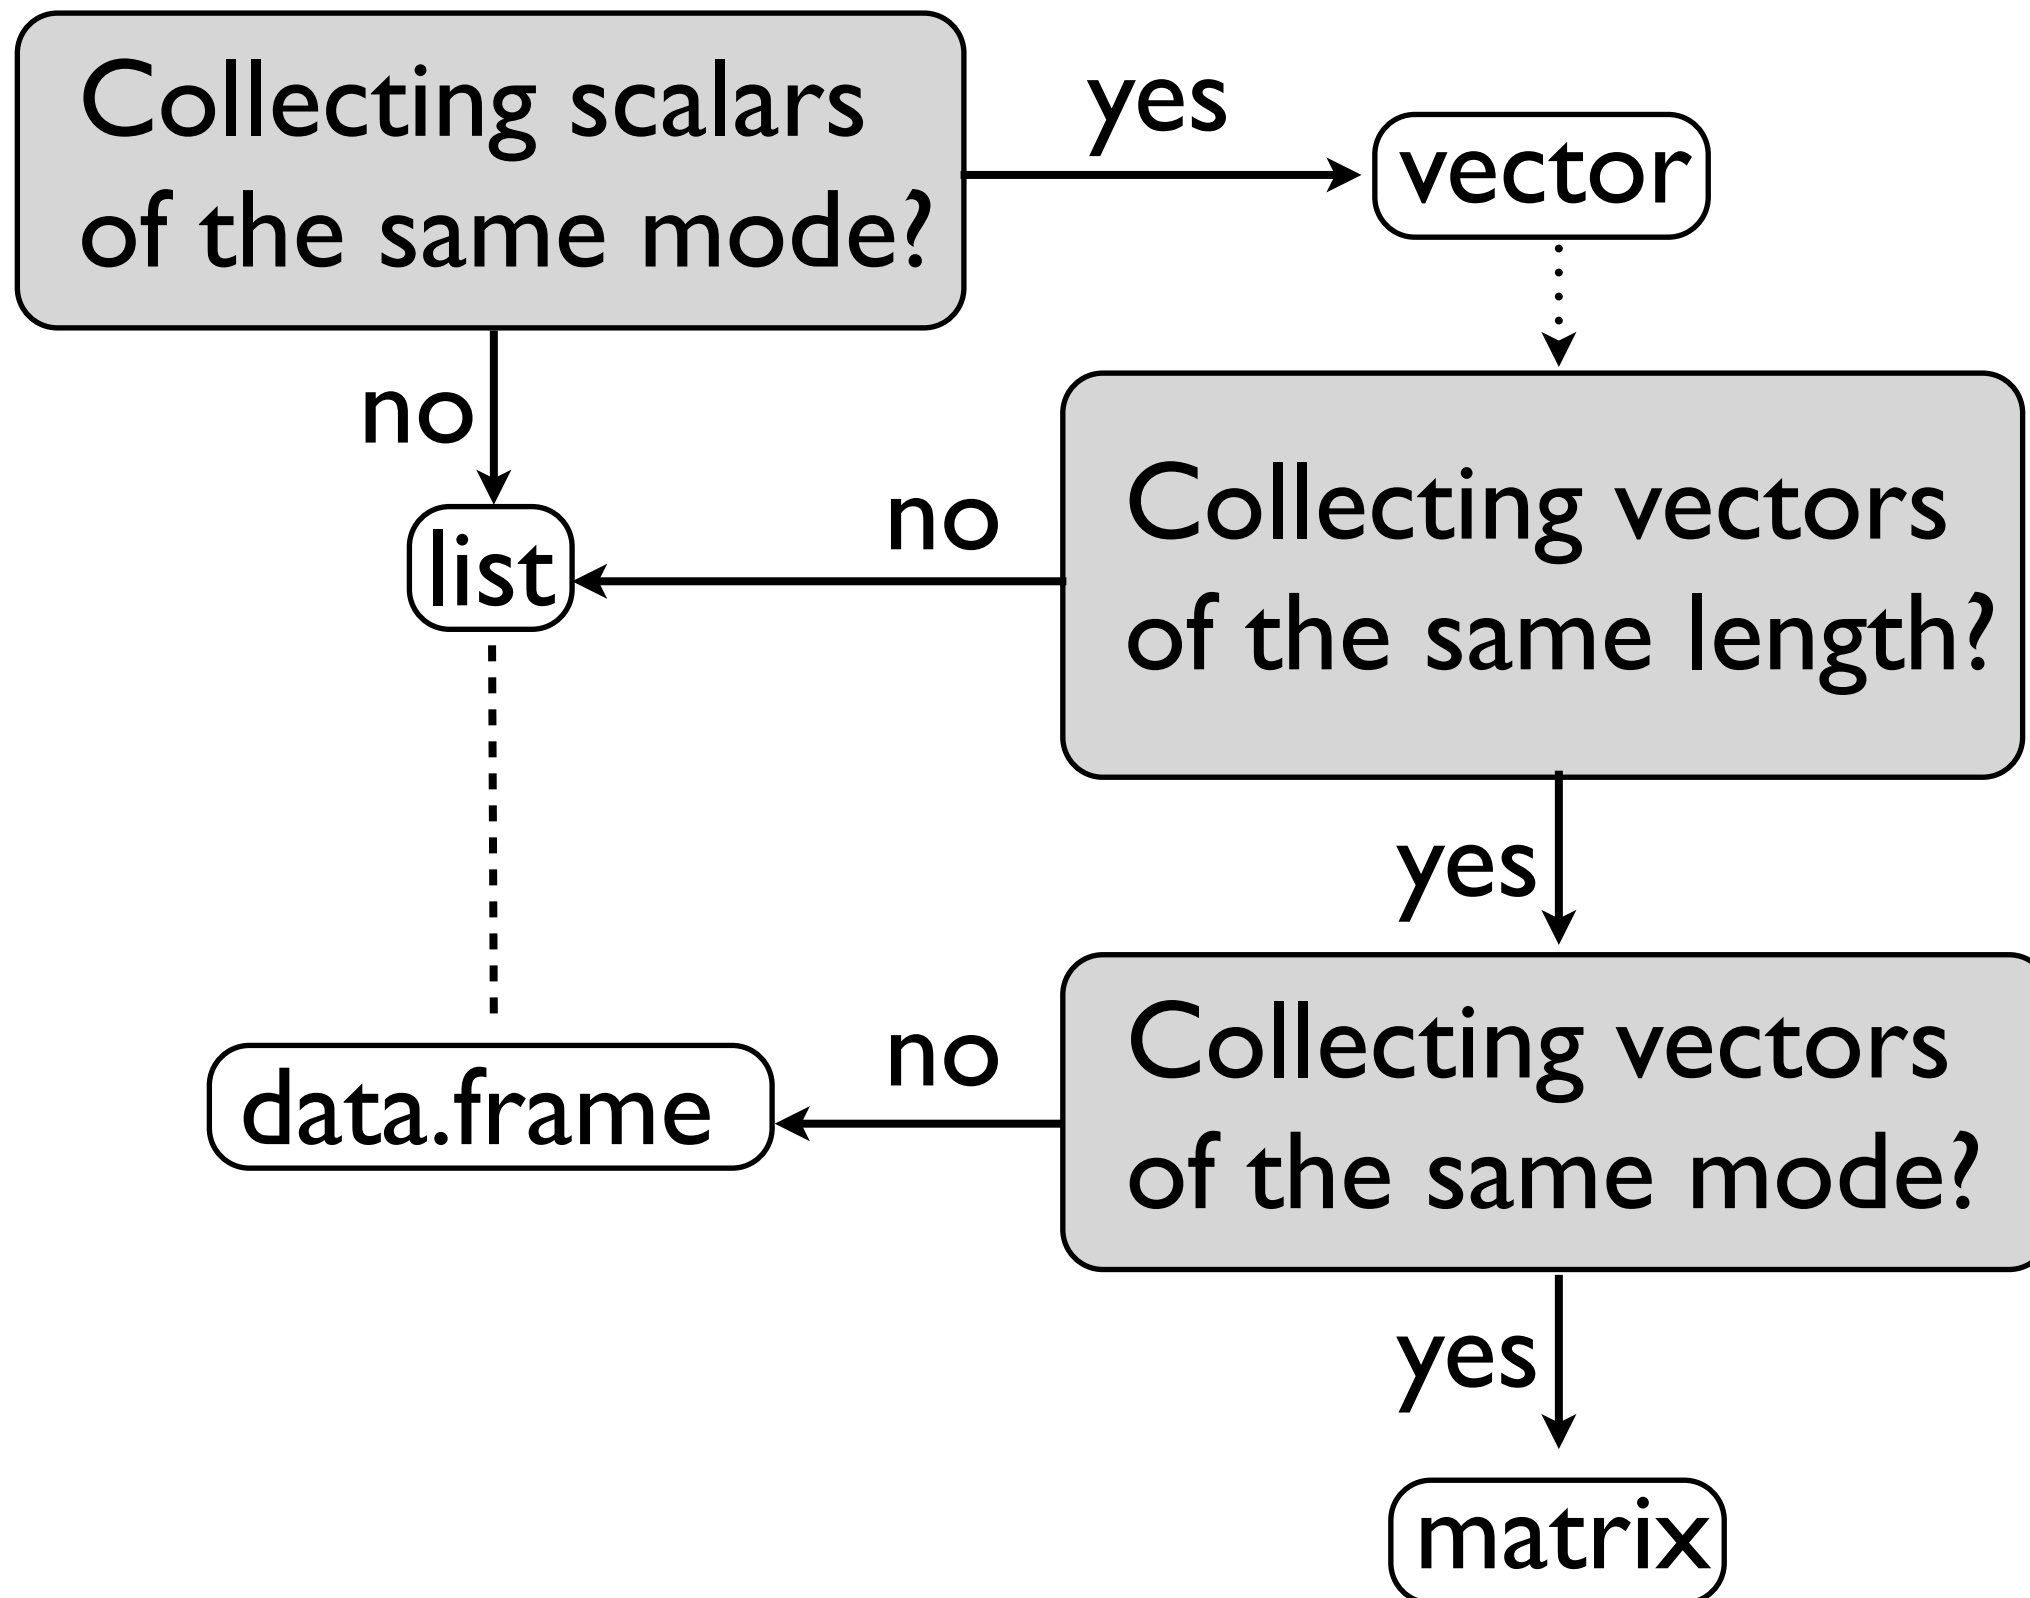 Collecting scalars
of the same mode?
yes
vector
no
list
no
Collecting vectors
of the same length?
yes
data.frame
no
Collecting vectors
of the same mode?
yes
matrix